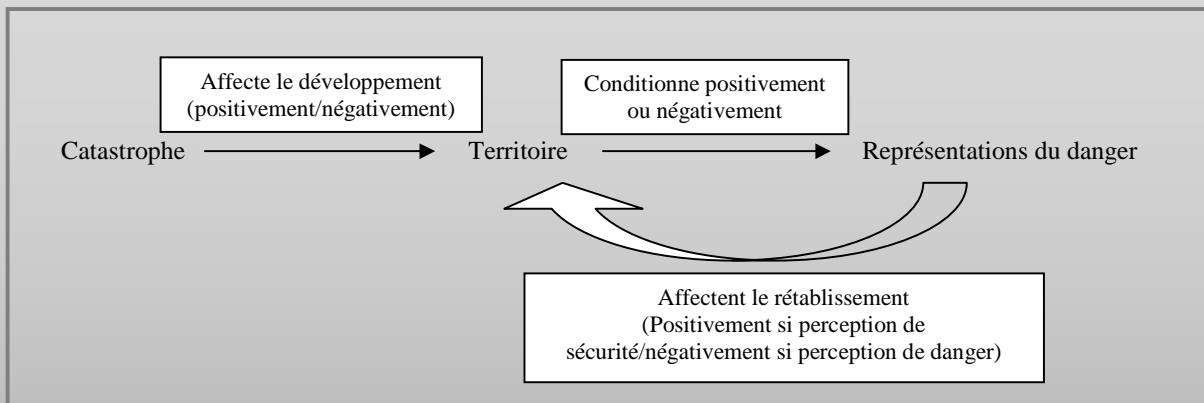 Affecte le développement
(positivement/négativement)
Conditionne positivement
ou négativement
Catastrophe
Territoire
Représentations du danger
Affectent le rétablissement
(Positivement si perception de
sécurité/négativement si perception de danger)